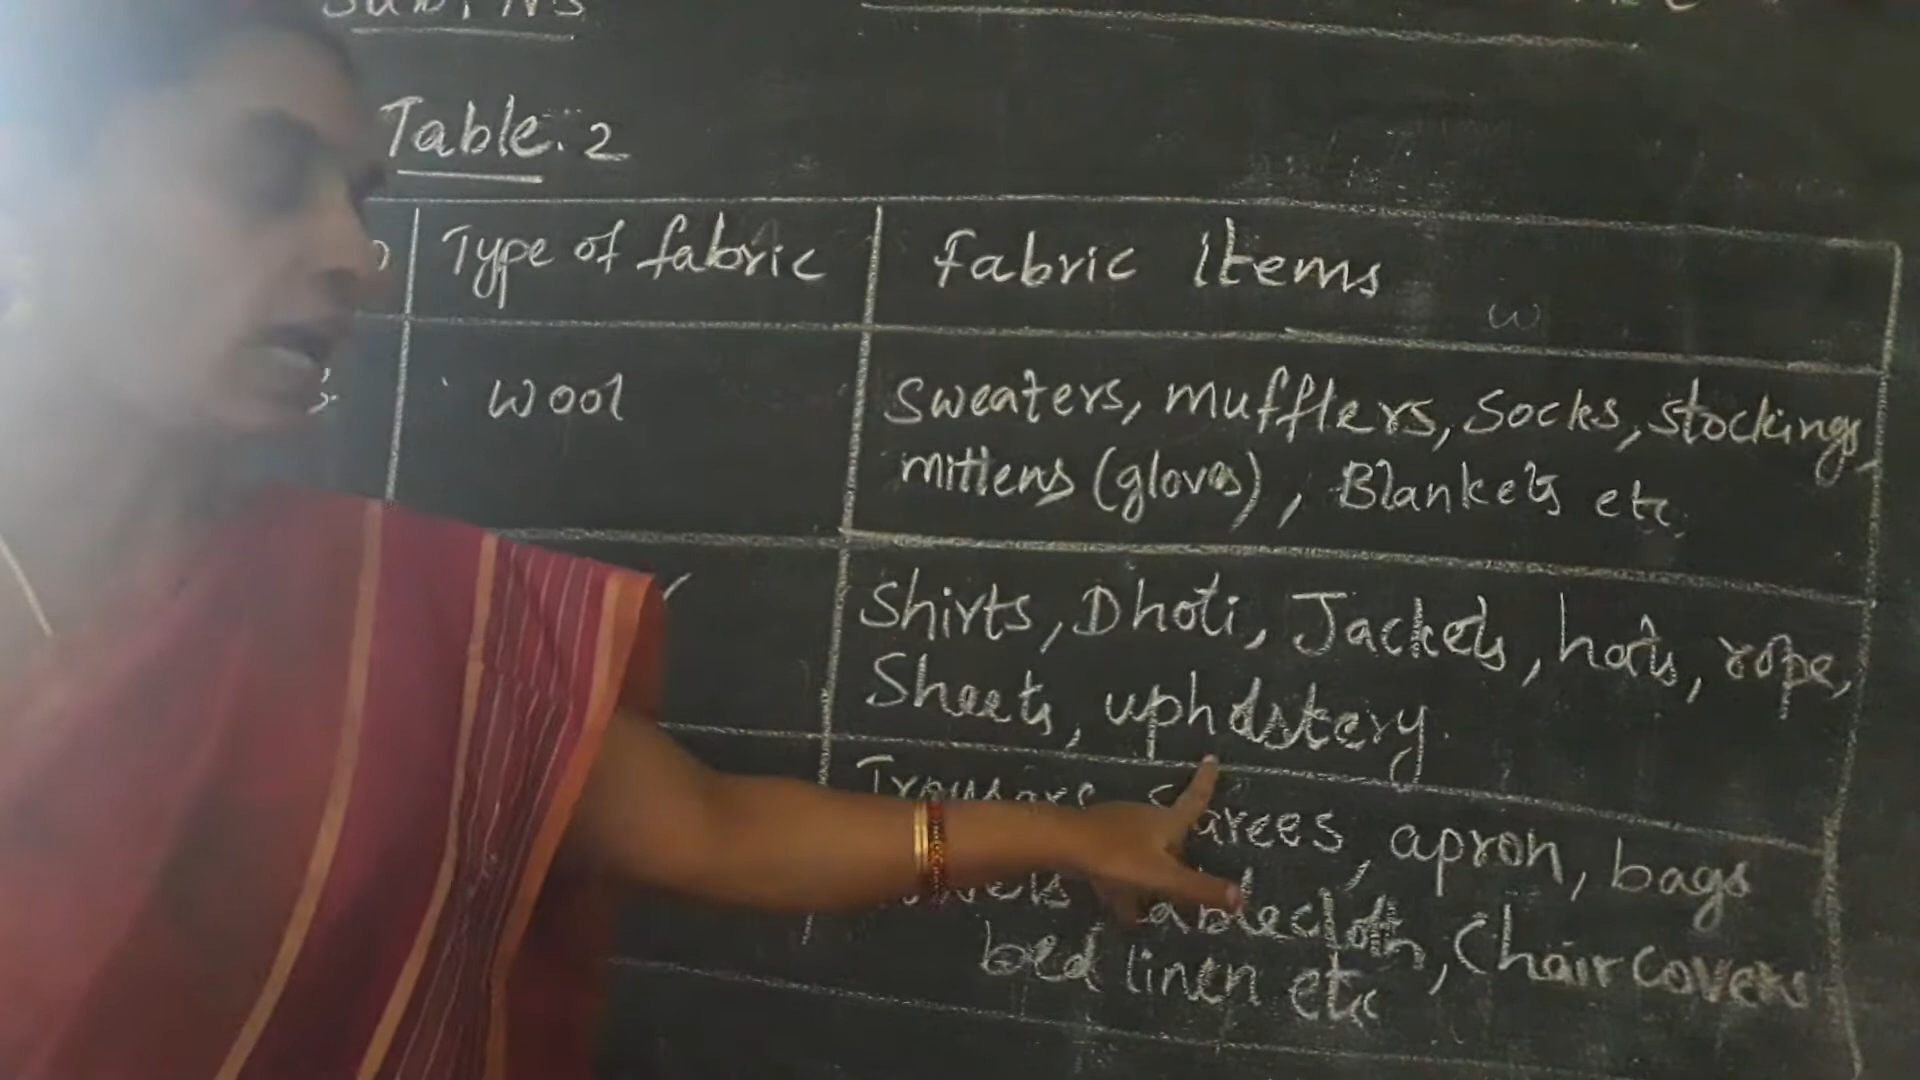 Table. 2
Type of fabric
Fabric Items
Wool
Sweaters, mufflers, Socks, stockings,
mittens (gloves), Blankets etc.
Shirts, Dhoti, Jackets, hats, rope,
Sheets, upholstery.
apron, bags
Chair Covers
bed linen etc